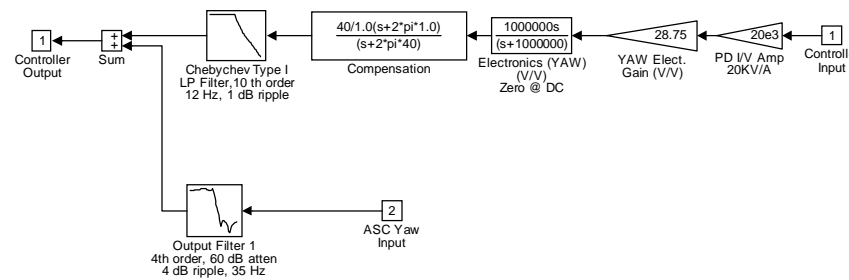 1
Controller
Output
+
+
Sum
Chebychev Type I
LP Filter,10 th order
12 Hz, 1 dB ripple
40/1.0(s+2*pi*1.0)
(s+2*pi*40)
Compensation
1000000s
(s+1000000)
Electronics (YAW)
(V/V)
Zero @ DC
28.75
YAW Elect.
Gain (V/V)
20e3
PD I/V Amp
20KV/A
1
Controll
Input
Output Filter 1
4th order, 60 dB atten
4 dB ripple, 35 Hz
2
ASC Yaw
Input